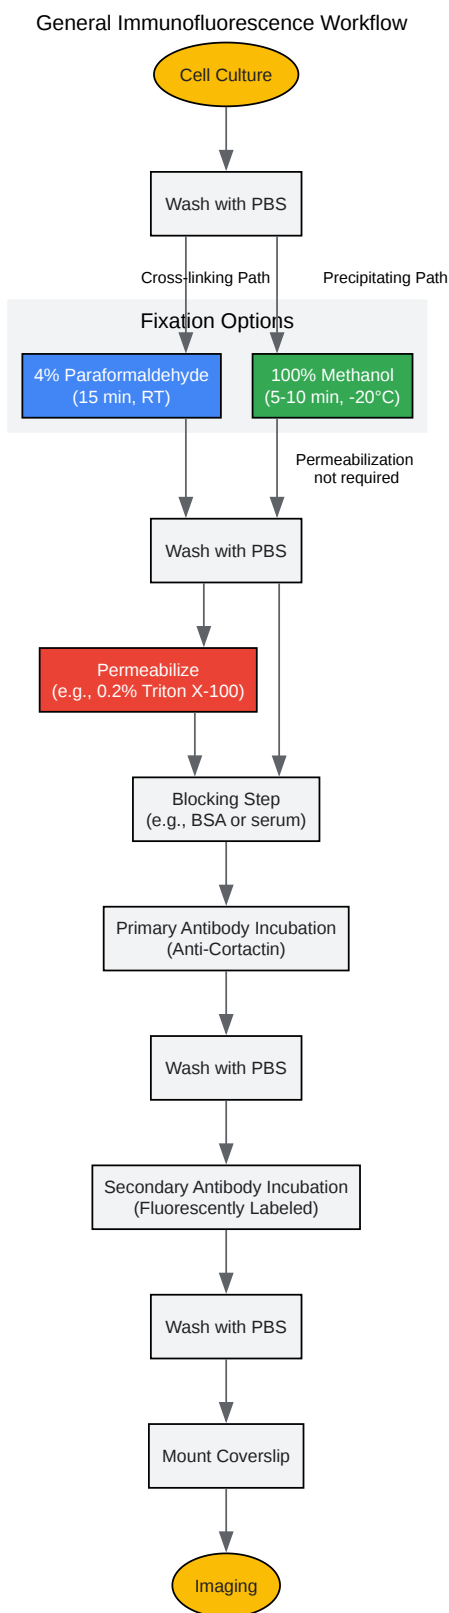 General Immunofluorescence Workflow
Cell Culture
Wash with PBS
Cross-linking Path
Precipitating Path
Fixation Options
4% Paraformaldehyde
(15 min, RT)
100% Methanol
(5-10 min, -20°C)
Permeabilization
not required
Wash with PBS
Permeabilize
(e.g., 0.2% Triton X-100)
Blocking Step
(e.g., BSA or serum)
Primary Antibody Incubation
(Anti-Cortactin)
Wash with PBS
Secondary Antibody Incubation
(Fluorescently Labeled)
Wash with PBS
Mount Coverslip
Imaging